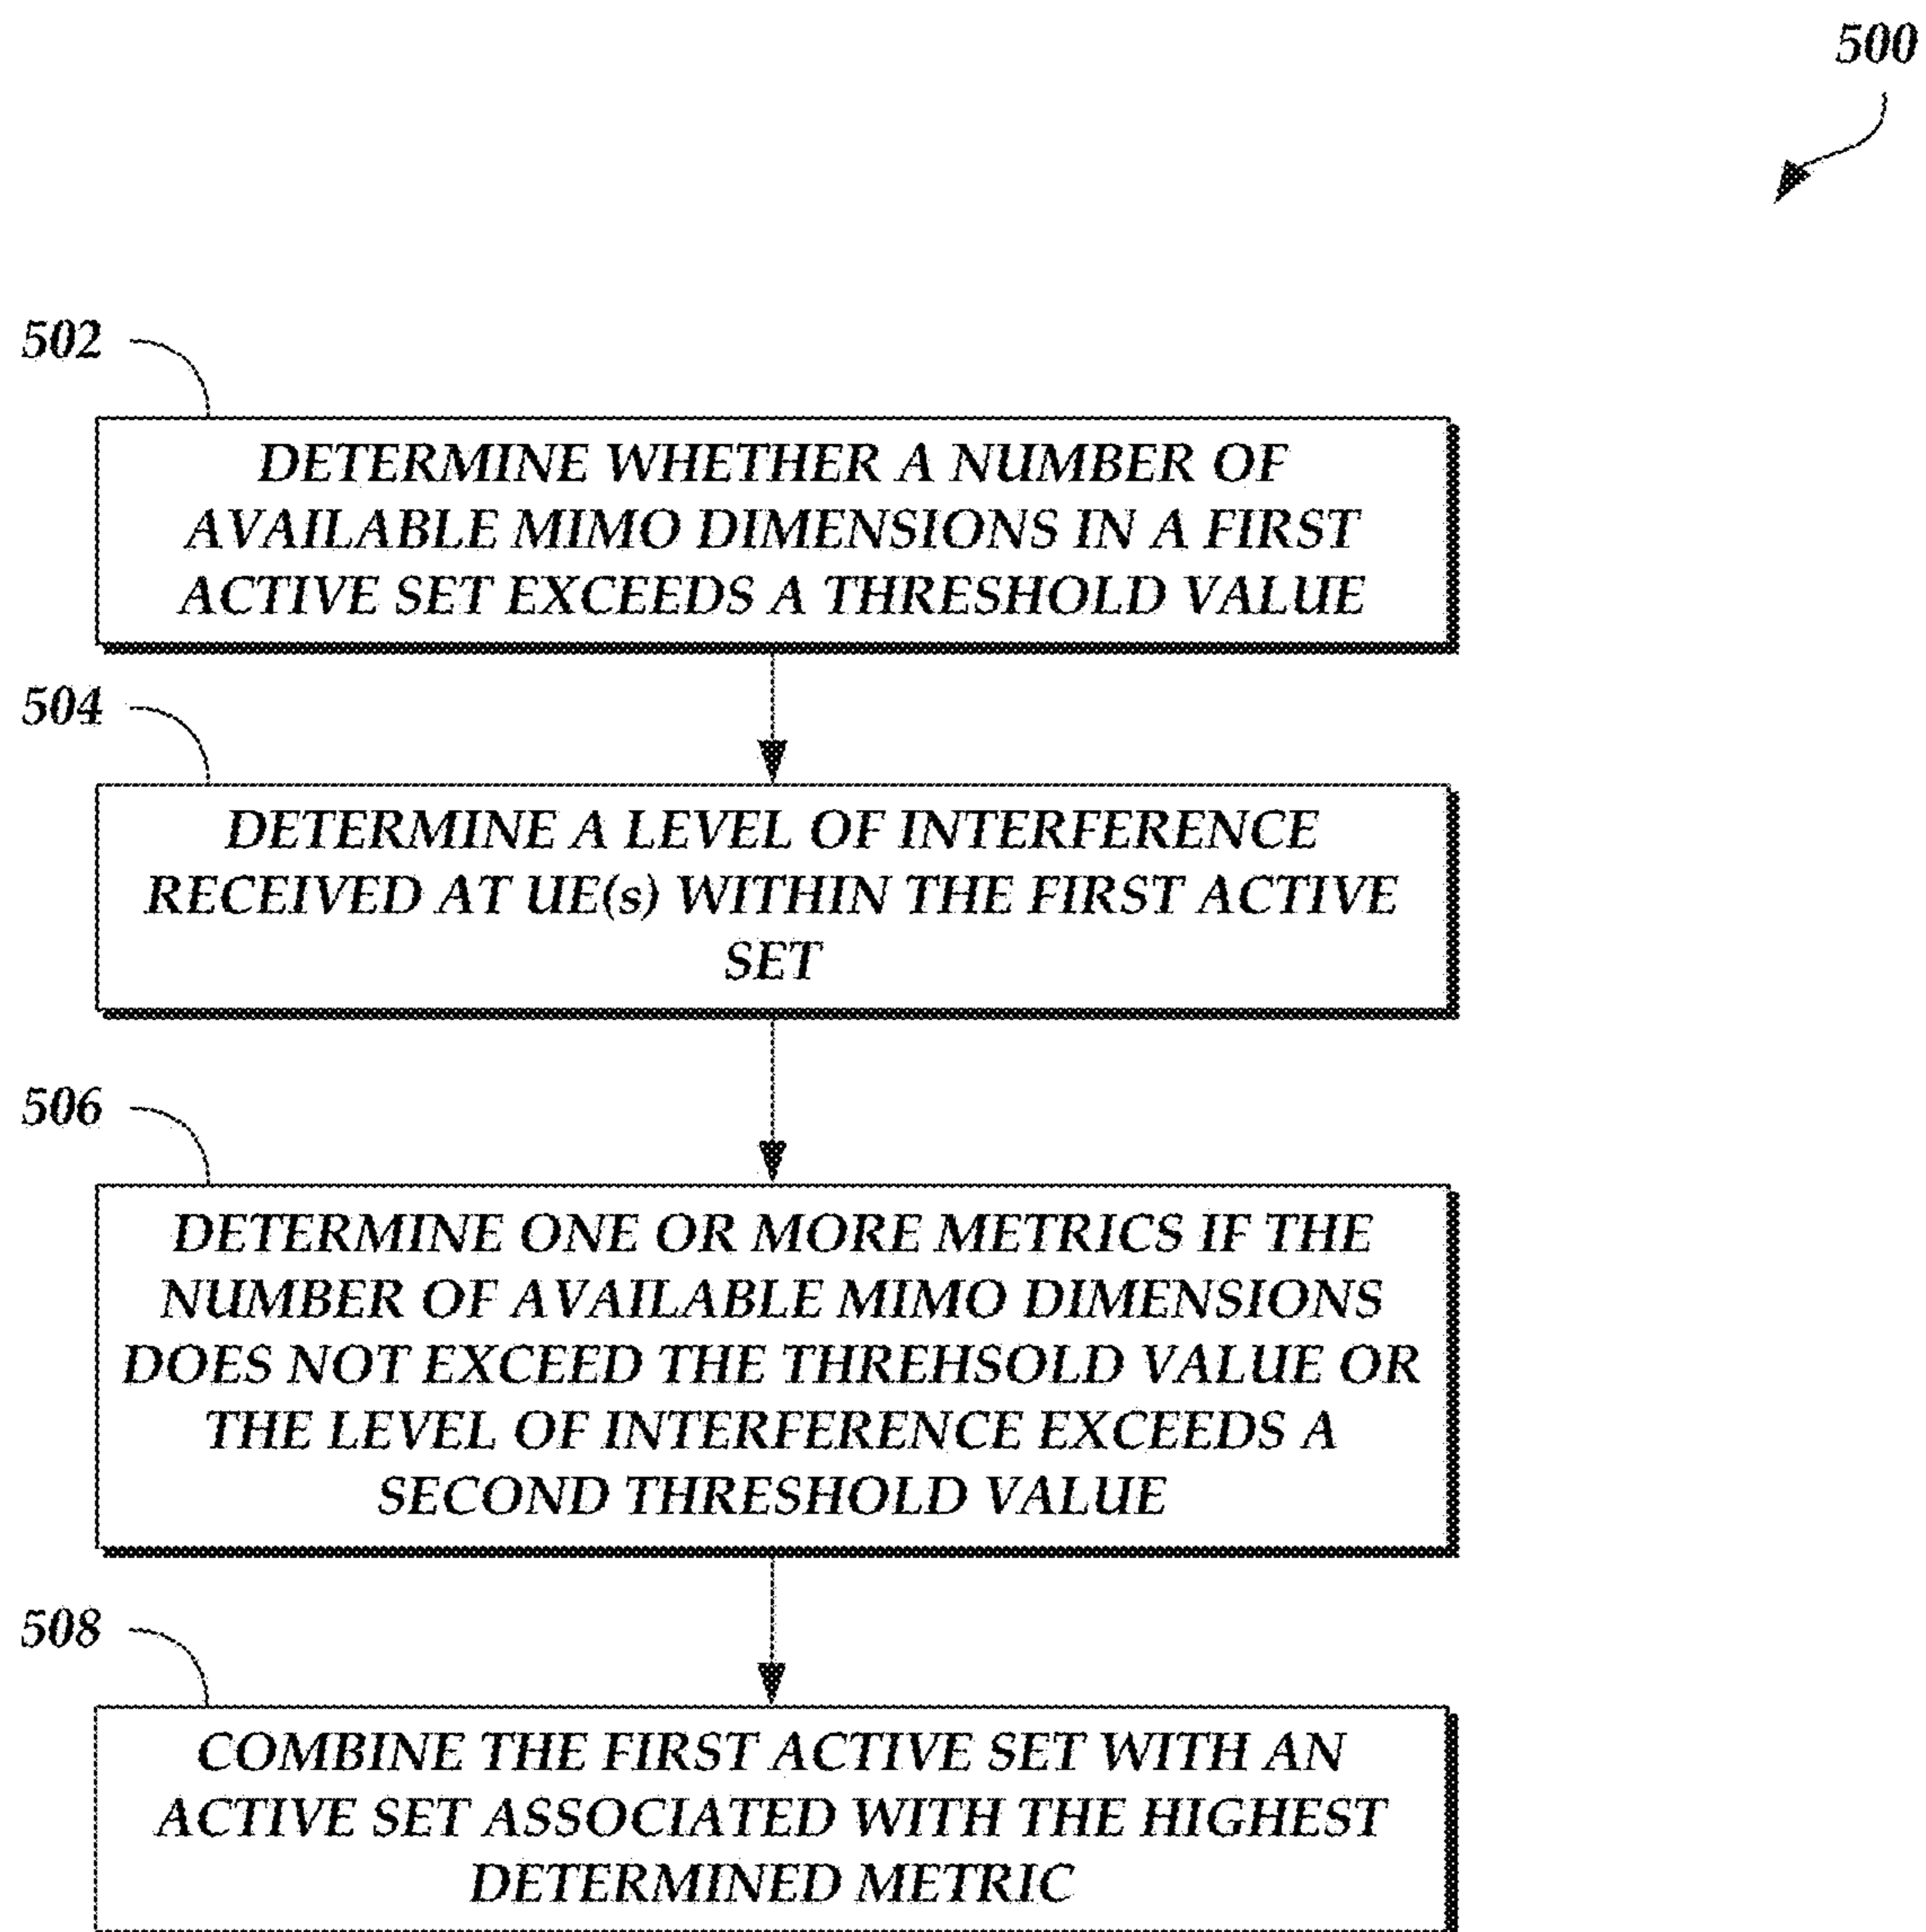 500
502
DETERMINE WHETHER A NUMBER OF
AVAILABLE MIMO DIMENSIONS IN A FIRST
ACTIVE SET EXCEEDS A THRESHOLD VALUE
504
DETERMINE A LEVEL OF INTERFERENCE
RECEIVED AT UE(s) WITHIN THE FIRST ACTIVE
SET
506
DETERMINE ONE OR MORE METRICS IF THE
NUMBER OF AVAILABLE MIMO DIMENSIONS
DOES NOT EXCEED THE THREHSOLD VALUE OR
THE LEVEL OF INTERFERENCE EXCEEDS A
SECOND THRESHOLD VALUE
508
COMBINE THE FIRST ACTIVE SET WITH AN
ACTIVE SET ASSOCIATED WITH THE HIGHEST
DETERMINED METRIC